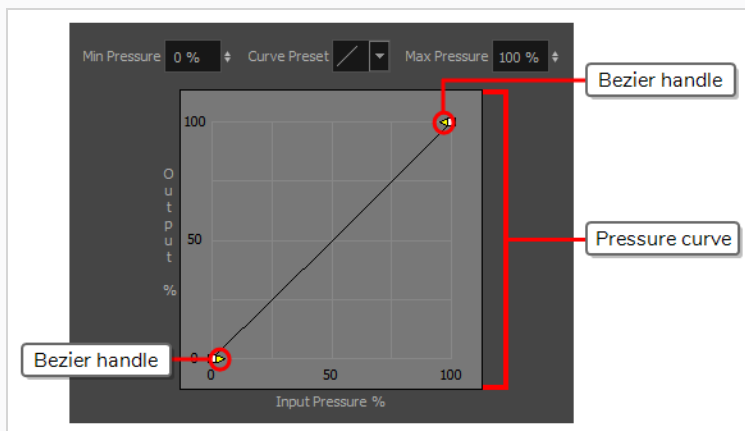 Min Pressure 0 % Curve Preset Max Pressure 100 %
Bezier handle
100
Output %
50
Pressure curve
Bezier handle
0
0 50 100
Input Pressure %